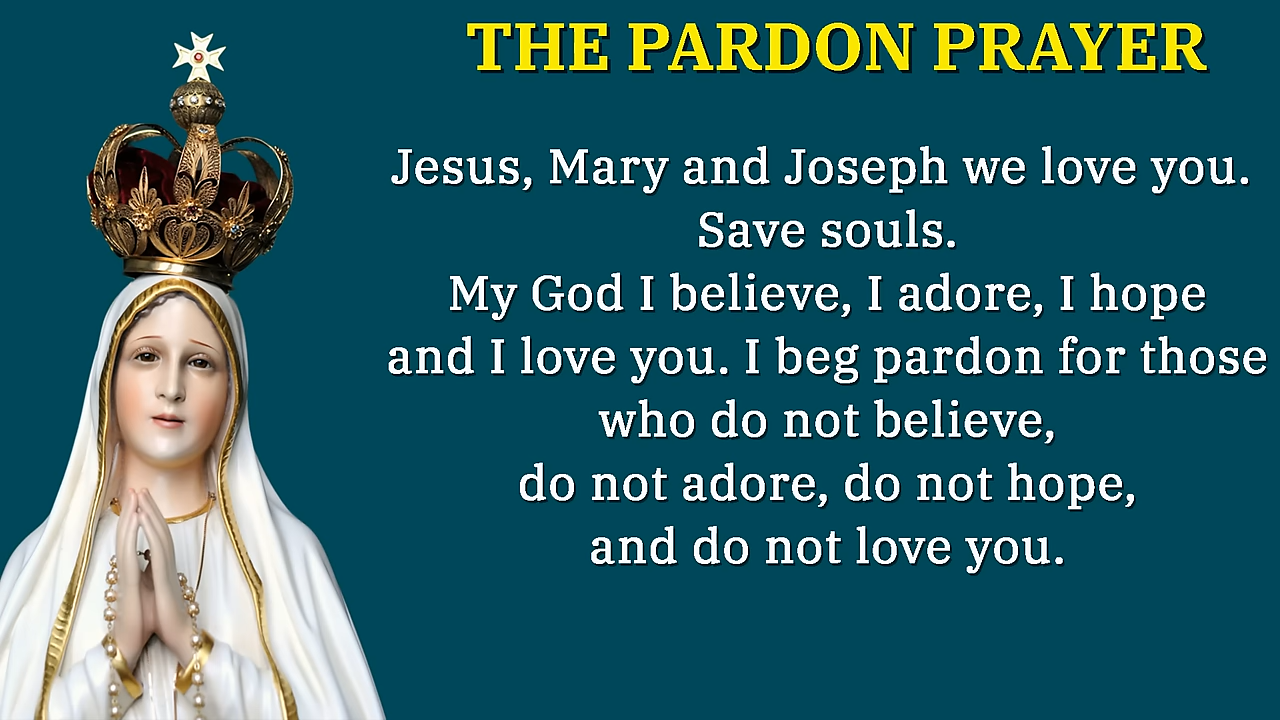 THE PARDON PRAYER
Jesus, Mary and Joseph we love you.
Save souls.
My God I believe, I adore, I hope
and I love you. I beg pardon for those
who do not believe,
do not adore, do not hope,
and do not love you.